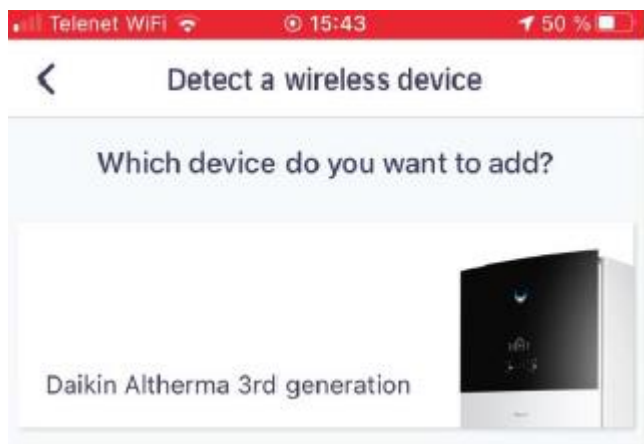 Telenet WiFi 15:43 50 %
Detect a wireless device
Which device do you want to add?
Daikin Altherma 3rd generation